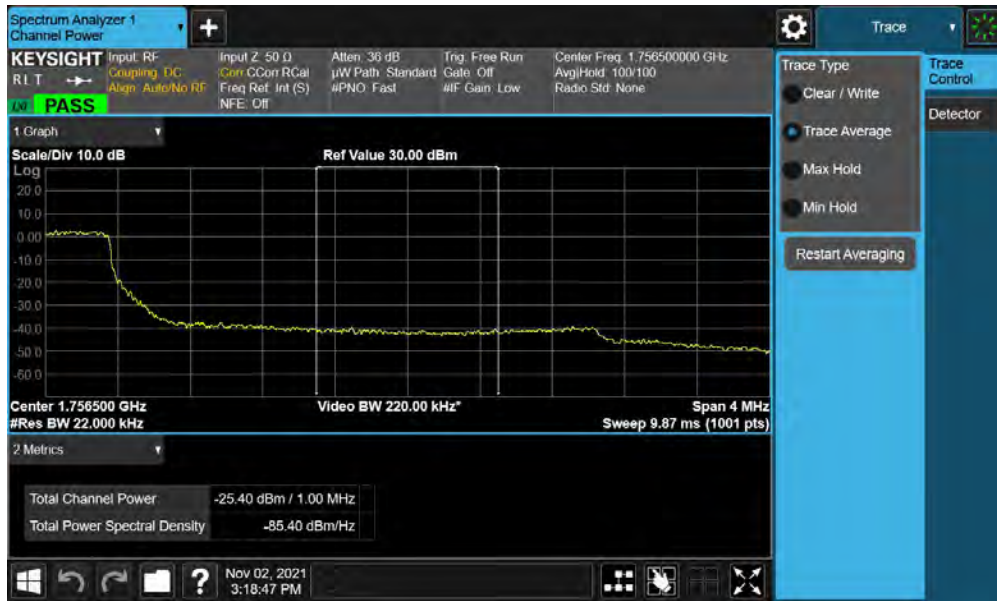 Spectrum Analyzer 1
Channel Power
+
Trace
KEYSIGHT
RLT
LXI
PASS
Input: RF
Coupling: DC
Align: Auto/No RF
Input Z: 50 Ω
Corr CCorr RCal
Freq Ref: Int (S)
NFE: Off
Atten: 36 dB
µW Path: Standard
#PNO: Fast
Trig: Free Run
Gate: Off
#IF Gain: Low
Center Freq: 1.756500000 GHz
Avg|Hold: 100/100
Radio Std: None
1 Graph
Scale/Div 10.0 dB
Ref Value 30.00 dBm
Log
20.0
10.0
0.00
-10.0
-20.0
-30.0
-40.0
-50.0
-60.0
Center 1.756500 GHz
Video BW 220.00 kHz*
Span 4 MHz
#Res BW 22.000 kHz
Sweep 9.87 ms (1001 pts)
2 Metrics
Total Channel Power
-25.40 dBm / 1.00 MHz
Total Power Spectral Density
-85.40 dBm/Hz
?
Nov 02, 2021
3:18:47 PM
Trace Type
Clear / Write
Trace Average
Max Hold
Min Hold
Restart Averaging
Trace
Control
Detector